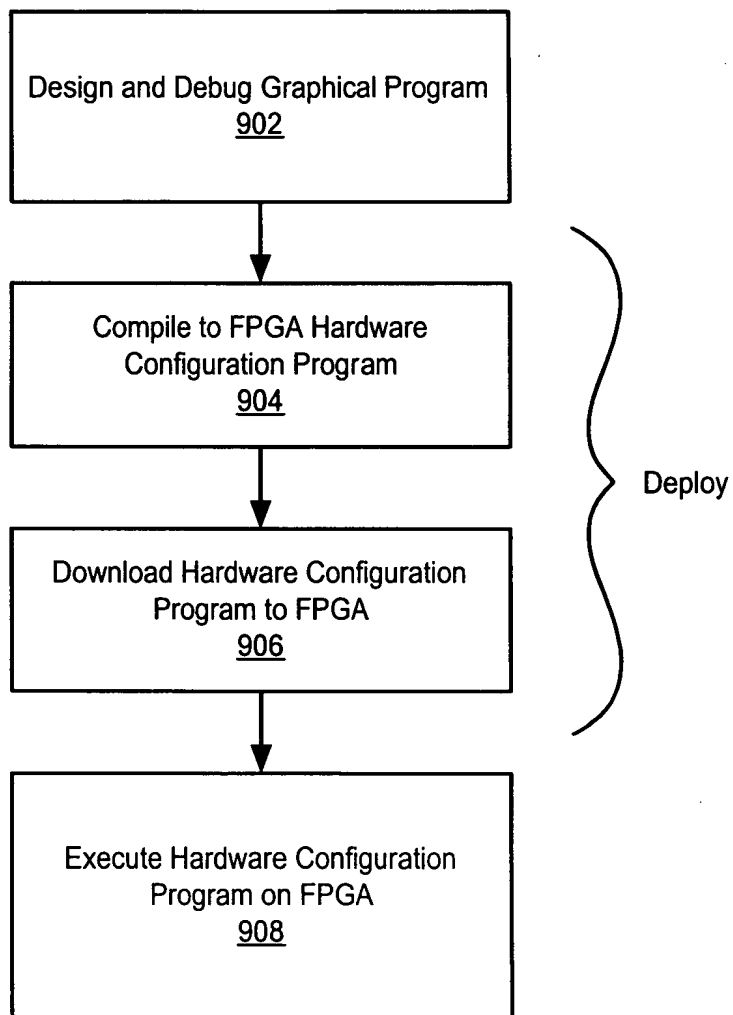 Design and Debug Graphical Program
902
Compile to FPGA Hardware
Configuration Program
904
Deploy
Download Hardware Configuration
Program to FPGA
906
Execute Hardware Configuration
Program on FPGA
908